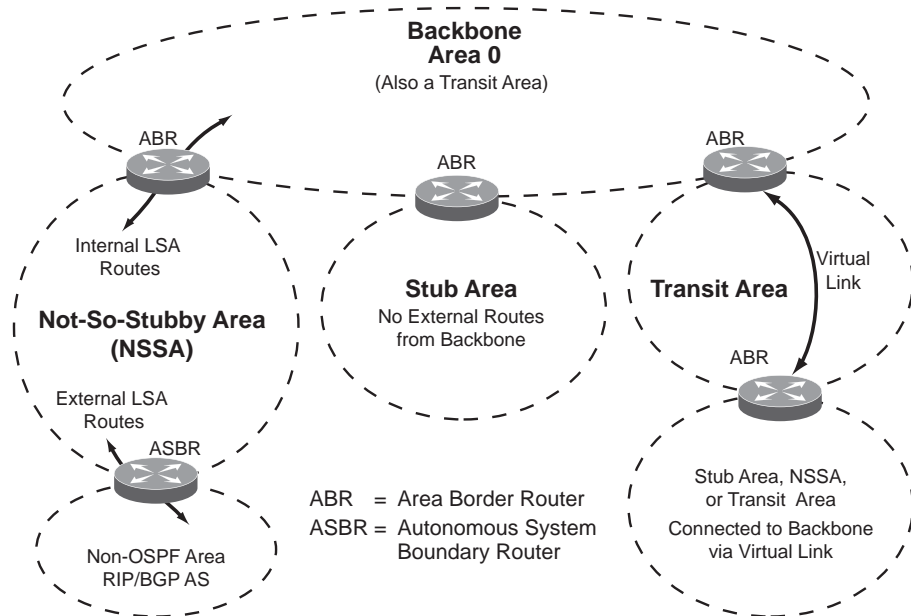 Backbone
Area 0
(Also a Transit Area)
ABR
ABR
ABR
Internal LSA
Routes
Not-So-Stubby Area
(NSSA)
Stub Area
No External Routes
from Backbone
Transit Area
Virtual
Link
ABR
External LSA
Routes
ASBR
Non-OSPF Area
RIP/BGP AS
ABR = Area Border Router
ASBR = Autonomous System
Boundary Router
Stub Area, NSSA,
or Transit Area
Connected to Backbone
via Virtual Link